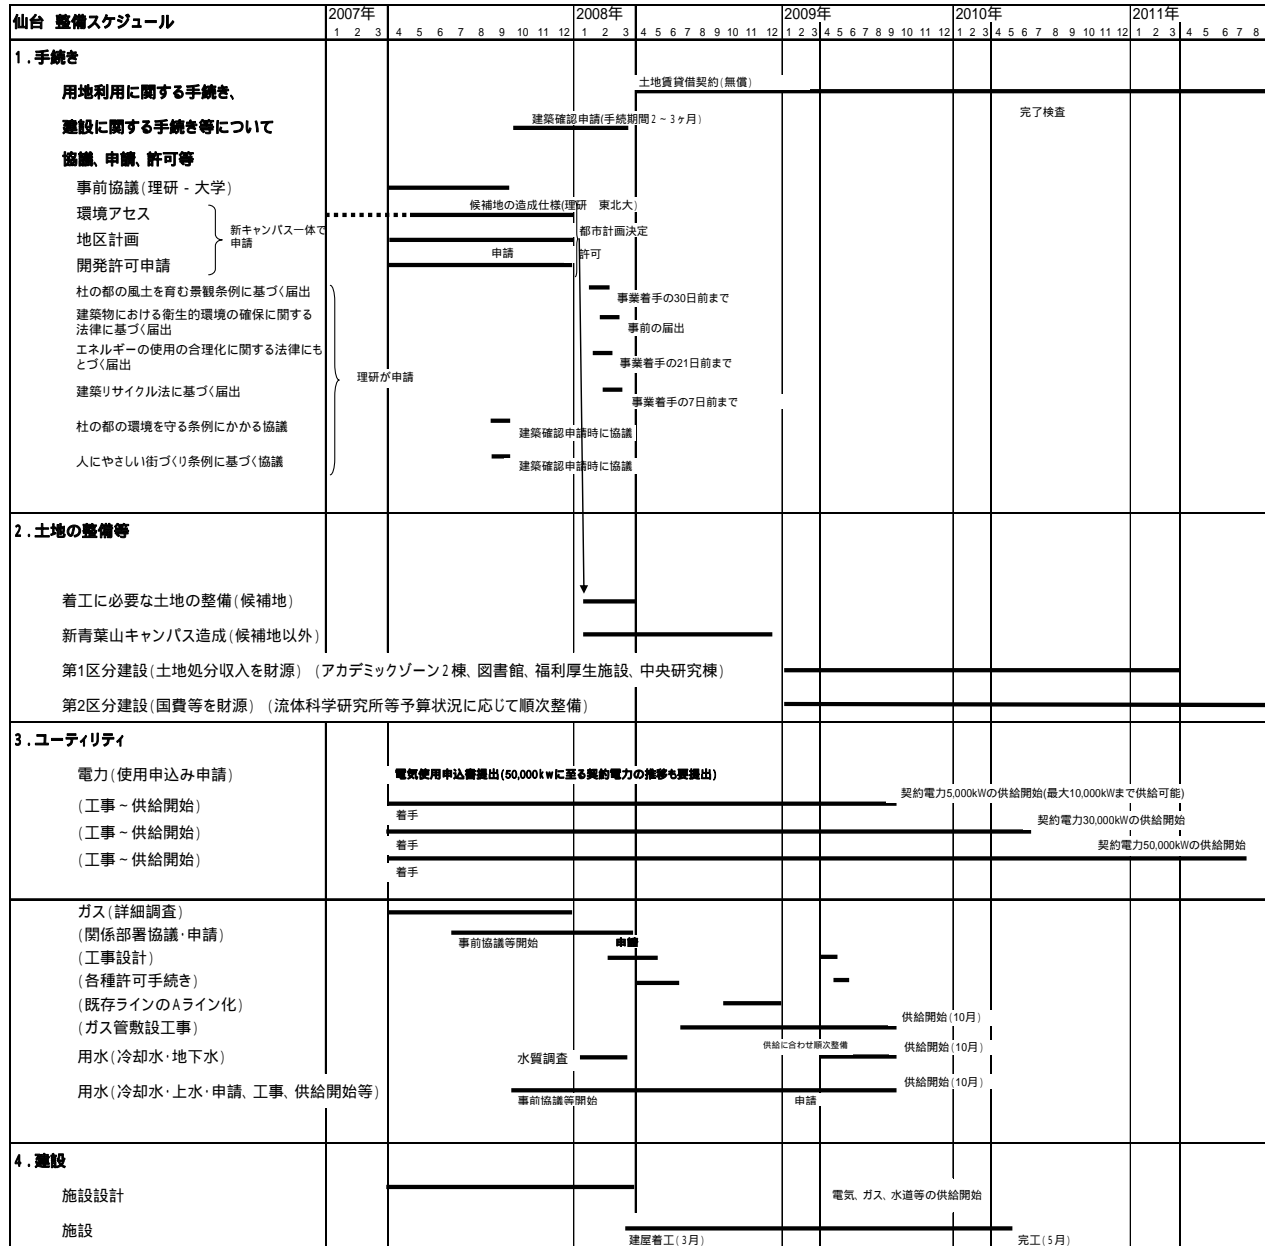 仙台 整備スケジュール
2007年 2008年 2009年 2010年 2011年
1 2 3 4 5 6 7 8 9 10 11 12 1 2 3 4 5 6 7 8 9 10 11 12 1 2 3 4 5 6 7 8 9 10 11 12 1 2 3 4 5 6 7 8 9 10 11 12 1 2 3 4 5 6 7 8
1.手続き
土地賃貸借契約(無償)
用地利用に関する手続き、
完了検査
建築確認申請(手続期間2~3ヶ月)
建設に関する手続き等について
協議、申請、許可等
事前協議(理研 - 大学)
候補地の造成仕様(理研 東北大)
環境アセス
新キャンパス一体で
申請
地区計画
都市計画決定
申請
許可
開発許可申請
杜の都の風土を育む景観条例に基づく届出
事業着手の30日前まで
建築物における衛生的環境の確保に関する
法律に基づく届出
事前の届出
エネルギーの使用の合理化に関する法律にも
とづく届出
事業着手の21日前まで
理研が申請
建築リサイクル法に基づく届出
事業着手の7日前まで
杜の都の環境を守る条例にかかる協議
建築確認申請時に協議
人にやさしい街づくり条例に基づく協議
建築確認申請時に協議
2.土地の整備等
着工に必要な土地の整備(候補地)
新青葉山キャンパス造成(候補地以外)
第1区分建設(土地処分収入を財源) (アカデミックゾーン2棟、図書館、福利厚生施設、中央研究棟)
第2区分建設(国費等を財源) (流体科学研究所等予算状況に応じて順次整備)
3.ユーティリティ
電力(使用申込み申請)
電気使用申込書提出(50,000kwに至る契約電力の推移も要提出)
契約電力5,000kWの供給開始(最大10,000kWまで供給可能)
(工事~供給開始)
着手
契約電力30,000kWの供給開始
(工事~供給開始)
着手
契約電力50,000kWの供給開始
(工事~供給開始)
着手
ガス(詳細調査)
(関係部署協議・申請)
事前協議等開始
申請
(工事設計)
(各種許可手続き)
(既存ラインのAライン化)
(ガス管敷設工事)
供給開始(10月)
用水(冷却水・地下水)
水質調査
供給に合わせ順次整備
供給開始(10月)
用水(冷却水・上水・申請、工事、供給開始等)
供給開始(10月)
事前協議等開始
申請
4.建設
施設設計
電気、ガス、水道等の供給開始
施設
建屋着工(3月)
完工(5月)